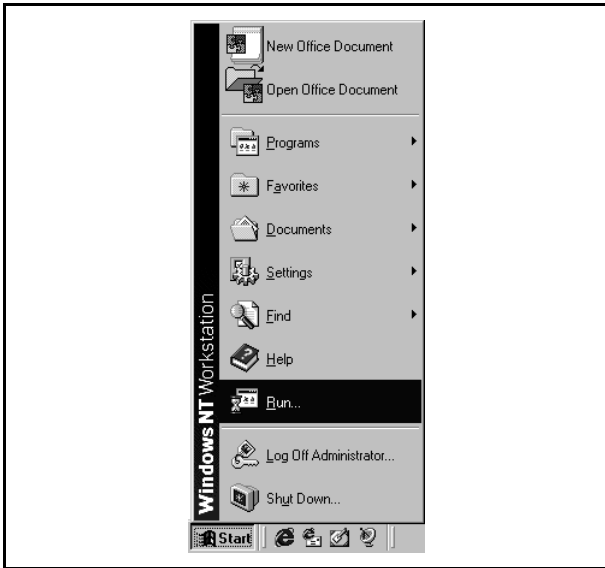 New Office Document
Open Office Document
Programs
Favorites
Documents
Settings
Find
Help
Run...
Log Off Administrator...
Shut Down...
Windows NT Workstation
Start